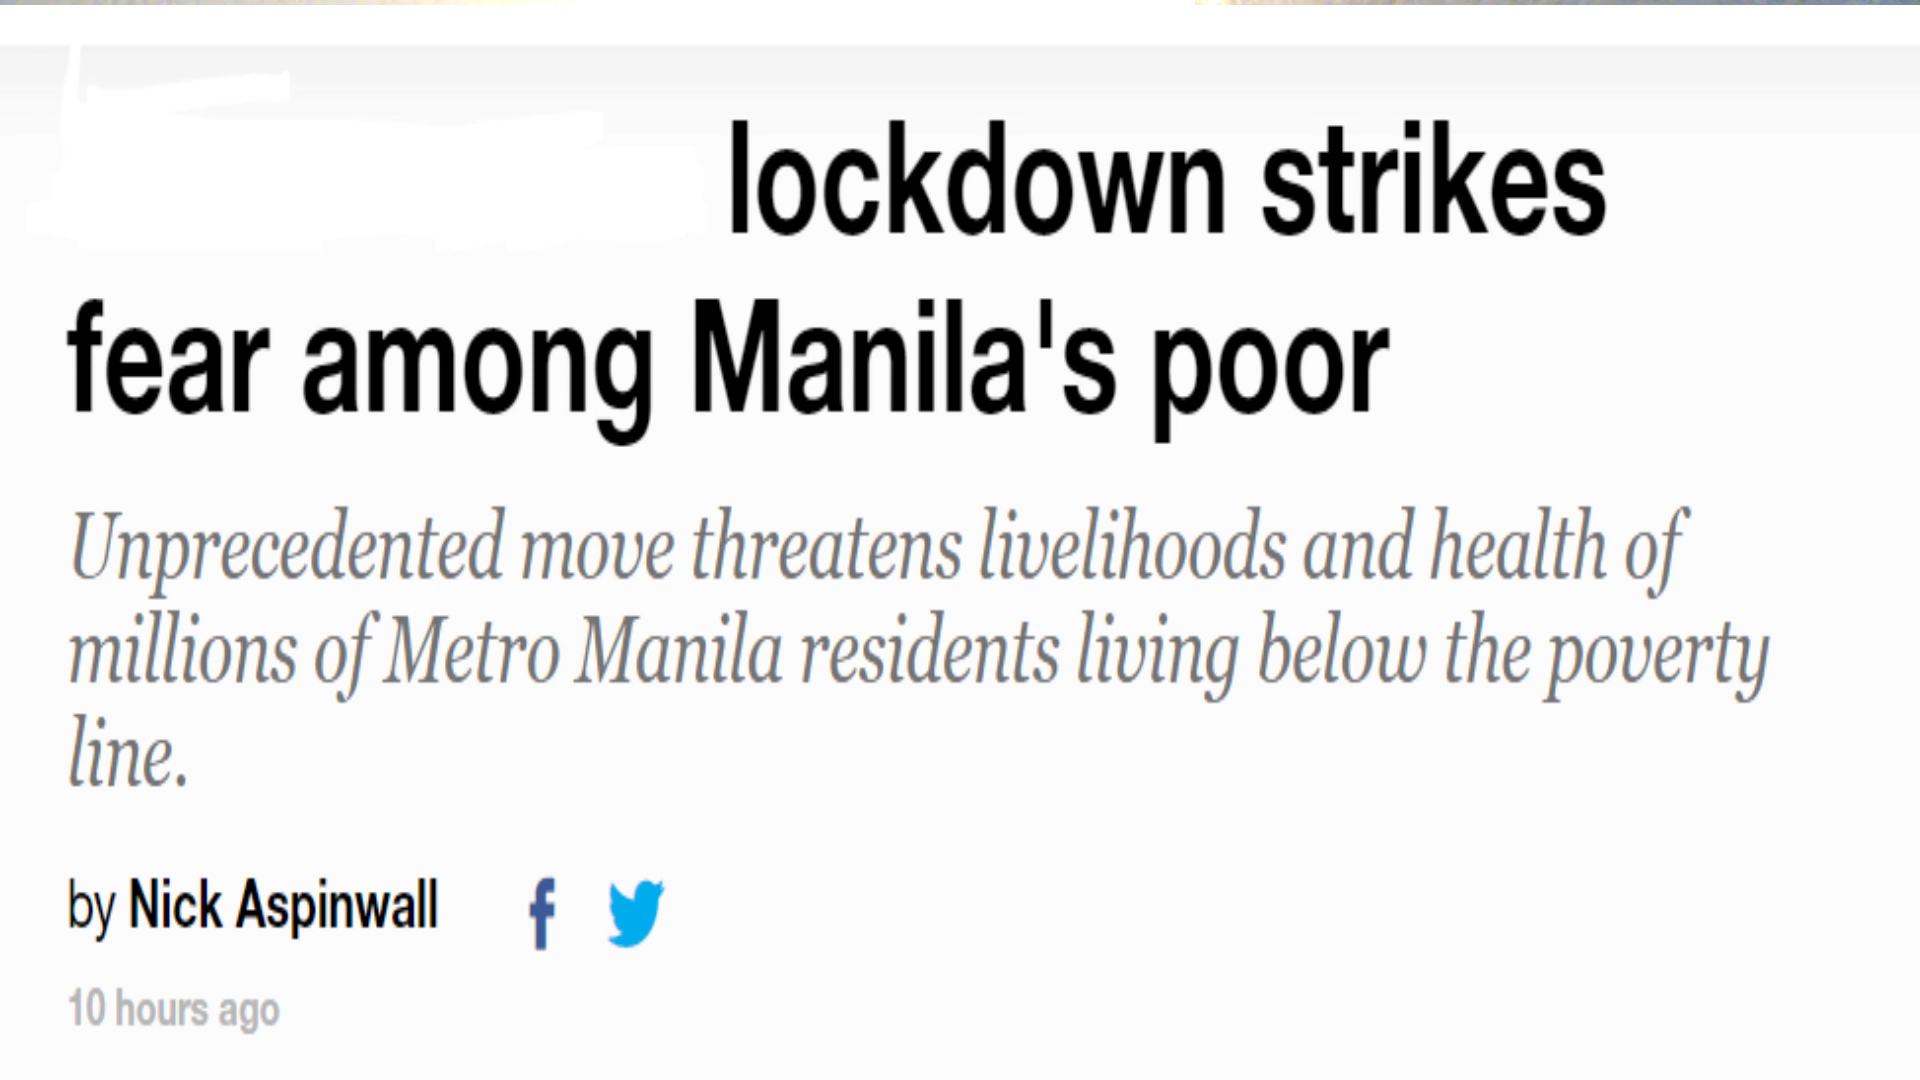 lockdown strikes
fear among Manila's poor
Unprecedented move threatens livelihoods and health of
millions of Metro Manila residents living below the poverty
line.
by Nick Aspinwall
10 hours ago